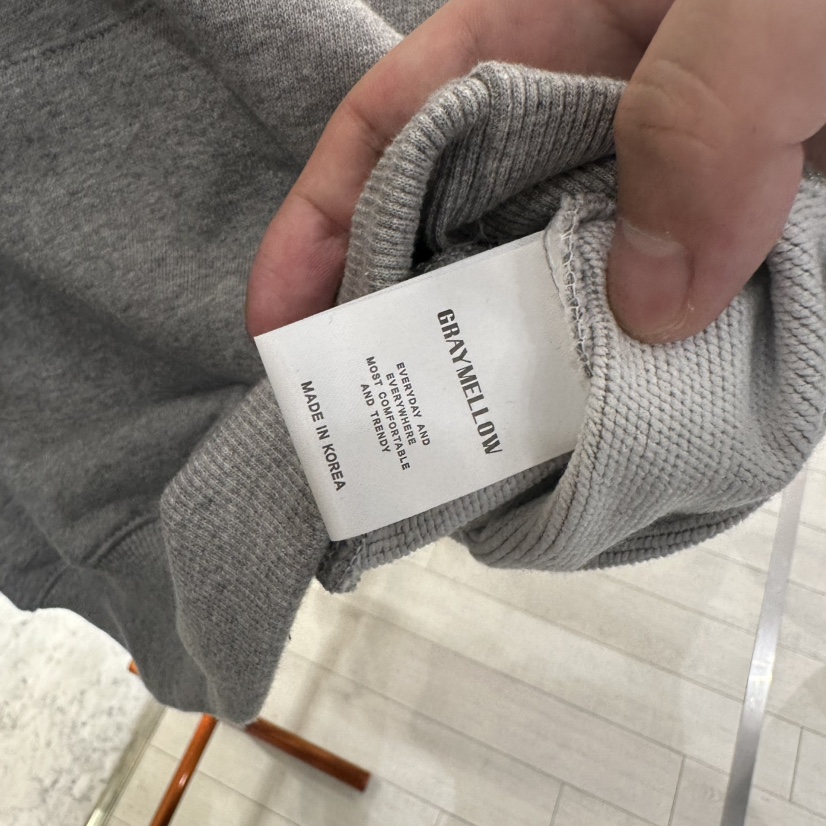 GRAYMELLOW
EVERYDAY AND
EVERYWHERE
MOST COMFORTABLE
AND TRENDY
MADE IN KOREA